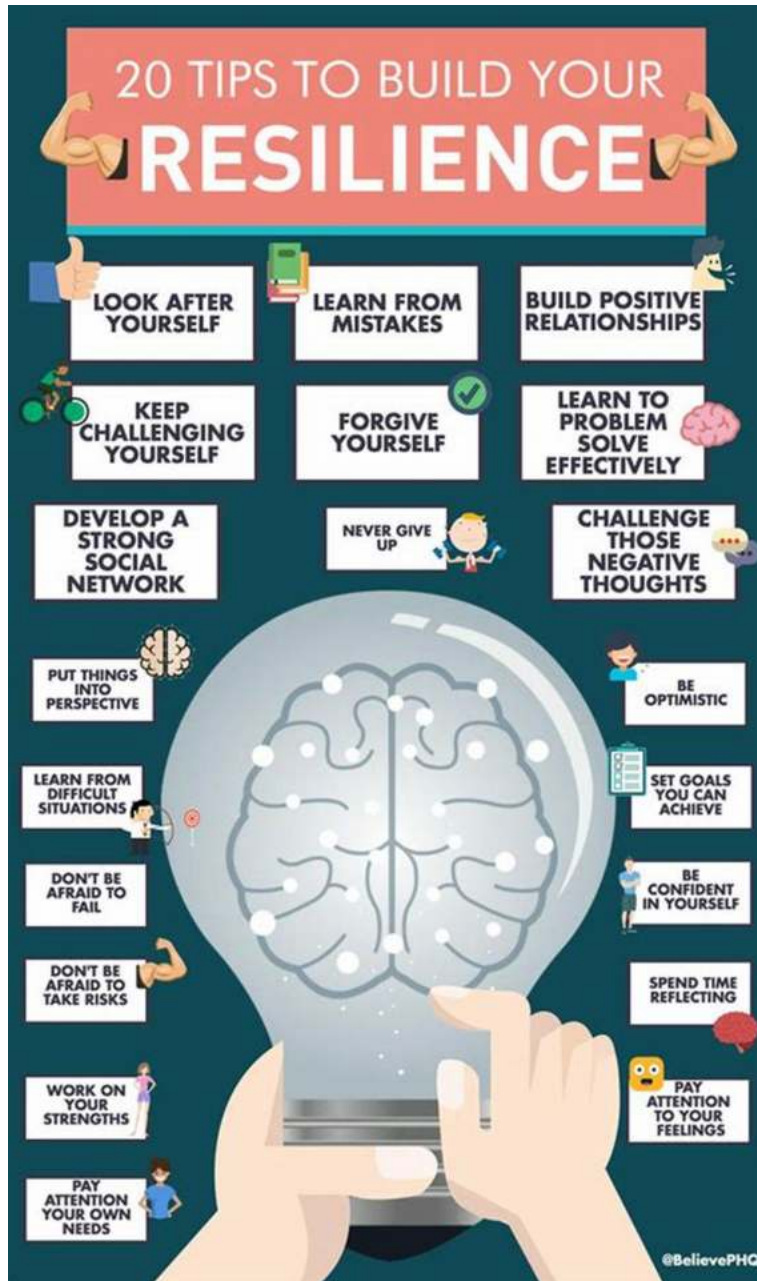 20 TIPS TO BUILD YOUR
RESILIENCE
LOOK AFTER
YOURSELF
LEARN FROM
MISTAKES
BUILD POSITIVE
RELATIONSHIPS
KEEP
CHALLENGING
YOURSELF
FORGIVE
YOURSELF
LEARN TO
PROBLEM
SOLVE
EFFECTIVELY
DEVELOP A
STRONG
SOCIAL
NETWORK
NEVER GIVE
UP
CHALLENGE
THOSE
NEGATIVE
THOUGHTS
PUT THINGS
INTO
PERSPECTIVE
BE
OPTIMISTIC
LEARN FROM
DIFFICULT
SITUATIONS
SET GOALS
YOU CAN
ACHIEVE
DON'T BE
AFRAID TO
FAIL
BE
CONFIDENT
IN YOURSELF
DON'T BE
AFRAID TO
TAKE RISKS
SPEND TIME
REFLECTING
WORK ON
YOUR
STRENGTHS
PAY
ATTENTION
TO YOUR
FEELINGS
PAY
ATTENTION
YOUR OWN
NEEDS
@BelievePHQ